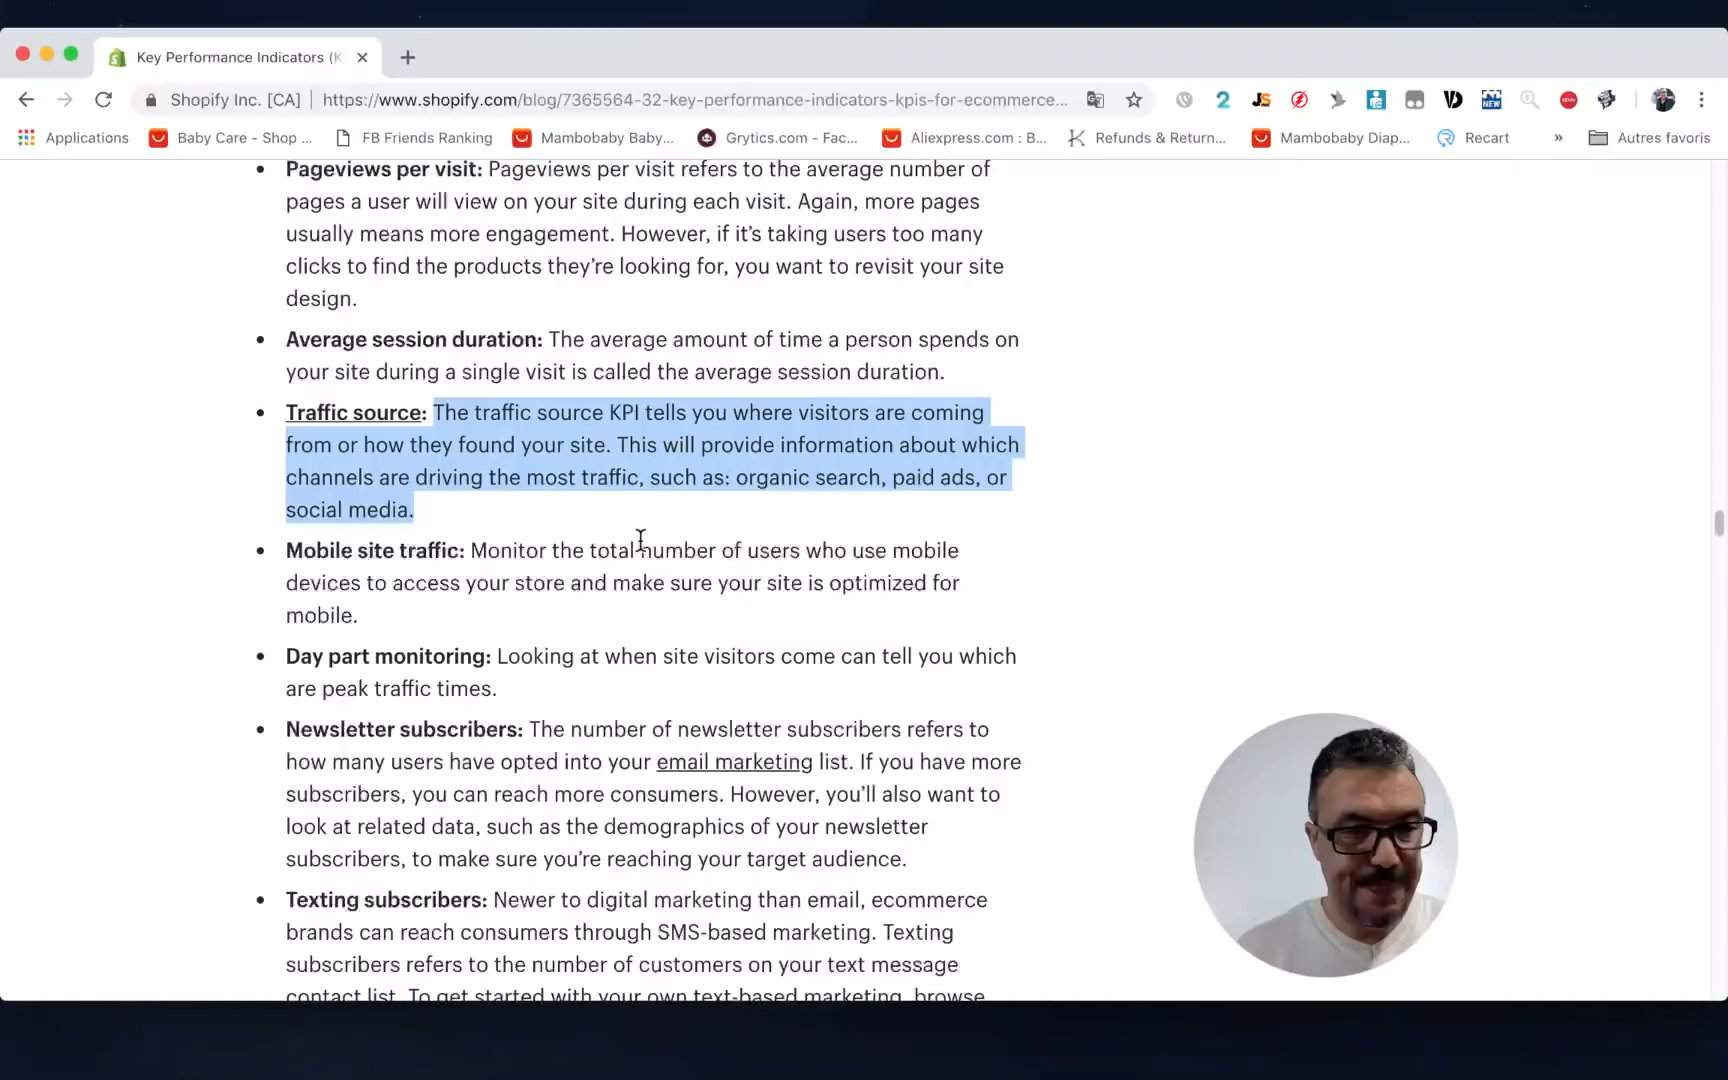 Key Performance Indicators (K
Shopify Inc. [CA] | https://www.shopify.com/blog/7365564-32-key-performance-indicators-kpis-for-ecommerce...
Applications Baby Care - Shop ... FB Friends Ranking Mambobaby Baby... Grytics.com - Fac... Aliexpress.com : B... Refunds & Return... Mambobaby Diap... Recart » Autres favoris
• Pageviews per visit: Pageviews per visit refers to the average number of
pages a user will view on your site during each visit. Again, more pages
usually means more engagement. However, if it’s taking users too many
clicks to find the products they’re looking for, you want to revisit your site
design.
• Average session duration: The average amount of time a person spends on
your site during a single visit is called the average session duration.
• Traffic source: The traffic source KPI tells you where visitors are coming
from or how they found your site. This will provide information about which
channels are driving the most traffic, such as: organic search, paid ads, or
social media.
• Mobile site traffic: Monitor the total number of users who use mobile
devices to access your store and make sure your site is optimized for
mobile.
• Day part monitoring: Looking at when site visitors come can tell you which
are peak traffic times.
• Newsletter subscribers: The number of newsletter subscribers refers to
how many users have opted into your email marketing list. If you have more
subscribers, you can reach more consumers. However, you’ll also want to
look at related data, such as the demographics of your newsletter
subscribers, to make sure you’re reaching your target audience.
• Texting subscribers: Newer to digital marketing than email, ecommerce
brands can reach consumers through SMS-based marketing. Texting
subscribers refers to the number of customers on your text message
contact list. To get started with your own text-based marketing, browse